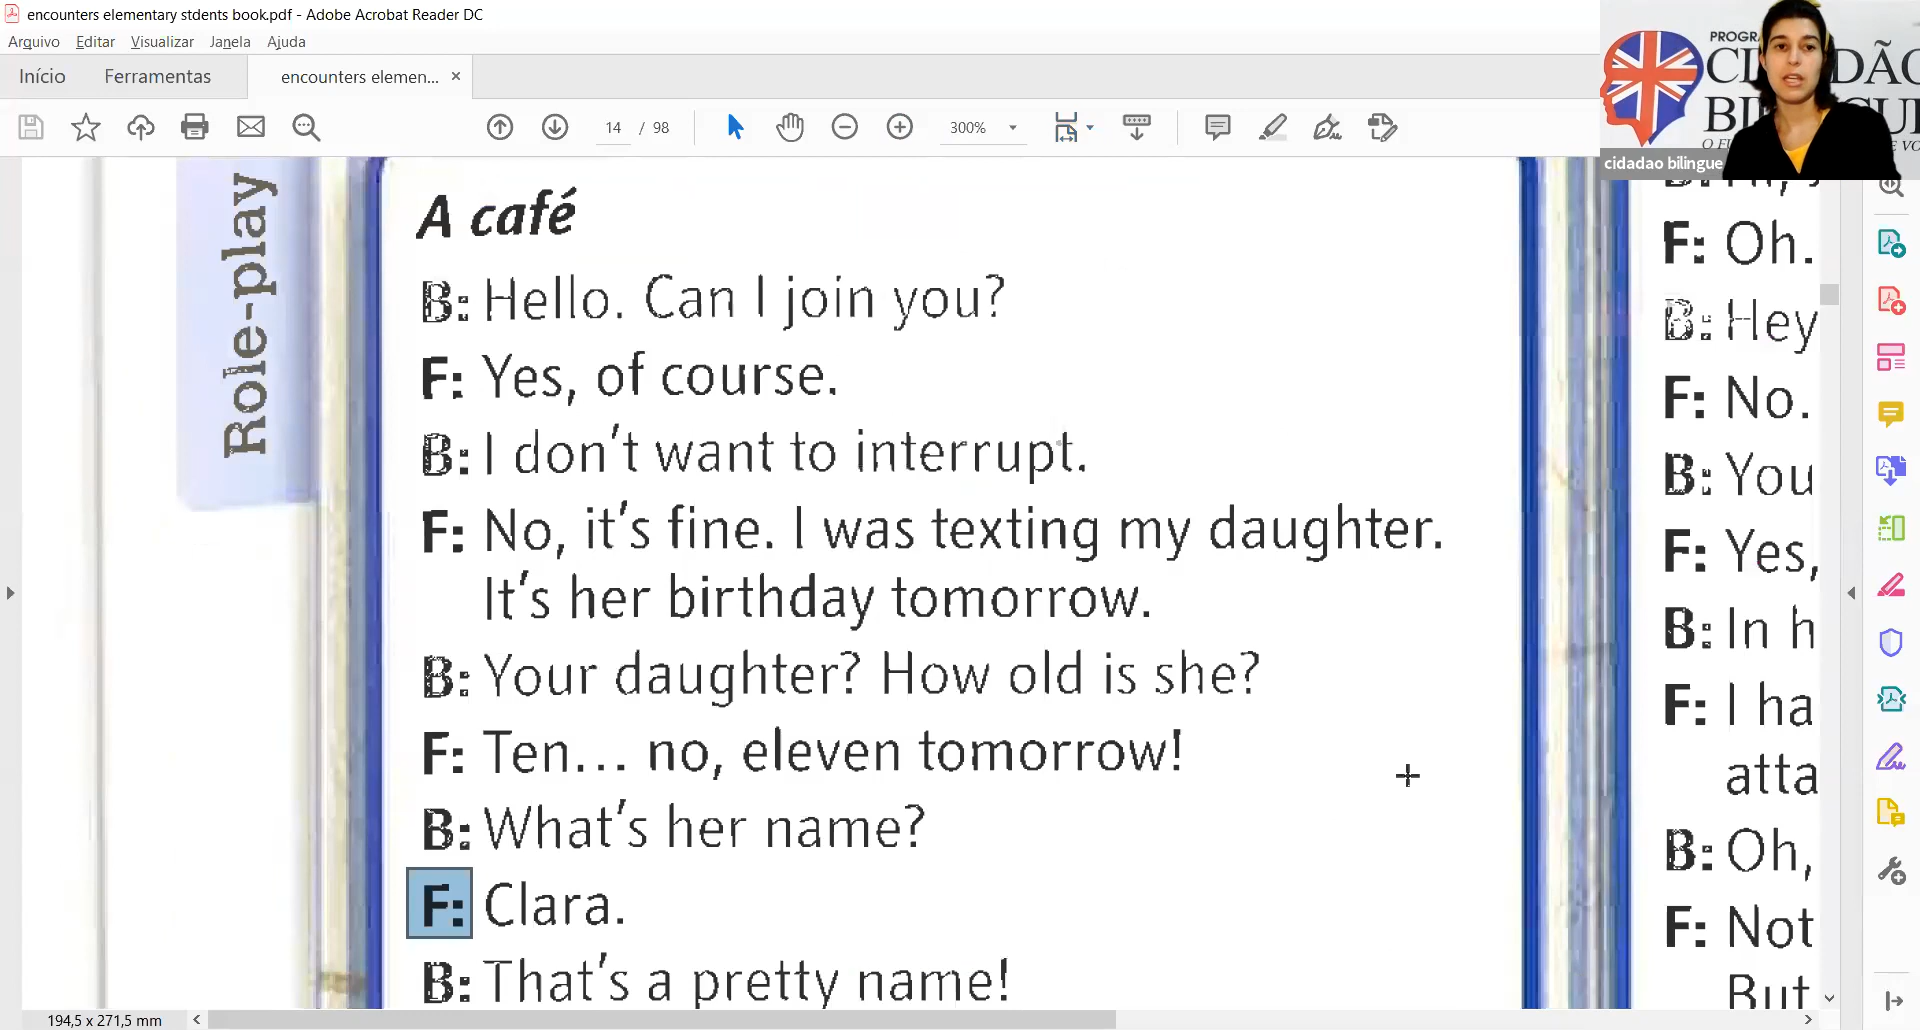 encounters elementary stdents book.pdf - Adobe Acrobat Reader DC
Arquivo Editar Visualizar Janela Ajuda
Início Ferramentas encounters elemen... ×
14 / 98 300%
PROGRA
CIDADÃO
BI
cidadao bilingue
Role-play
A café
B: Hello. Can I join you?
F: Yes, of course.
B: I don't want to interrupt.
F: No, it's fine. I was texting my daughter.
It's her birthday tomorrow.
B: Your daughter? How old is she?
F: Ten... no, eleven tomorrow!
B: What's her name?
F: Clara.
B: That's a pretty name!
F: Oh.
B: Hey
F: No.
B: You
F: Yes,
B: In h
F: I ha
atta
B: Oh,
F: Not
But
194,5 x 271,5 mm